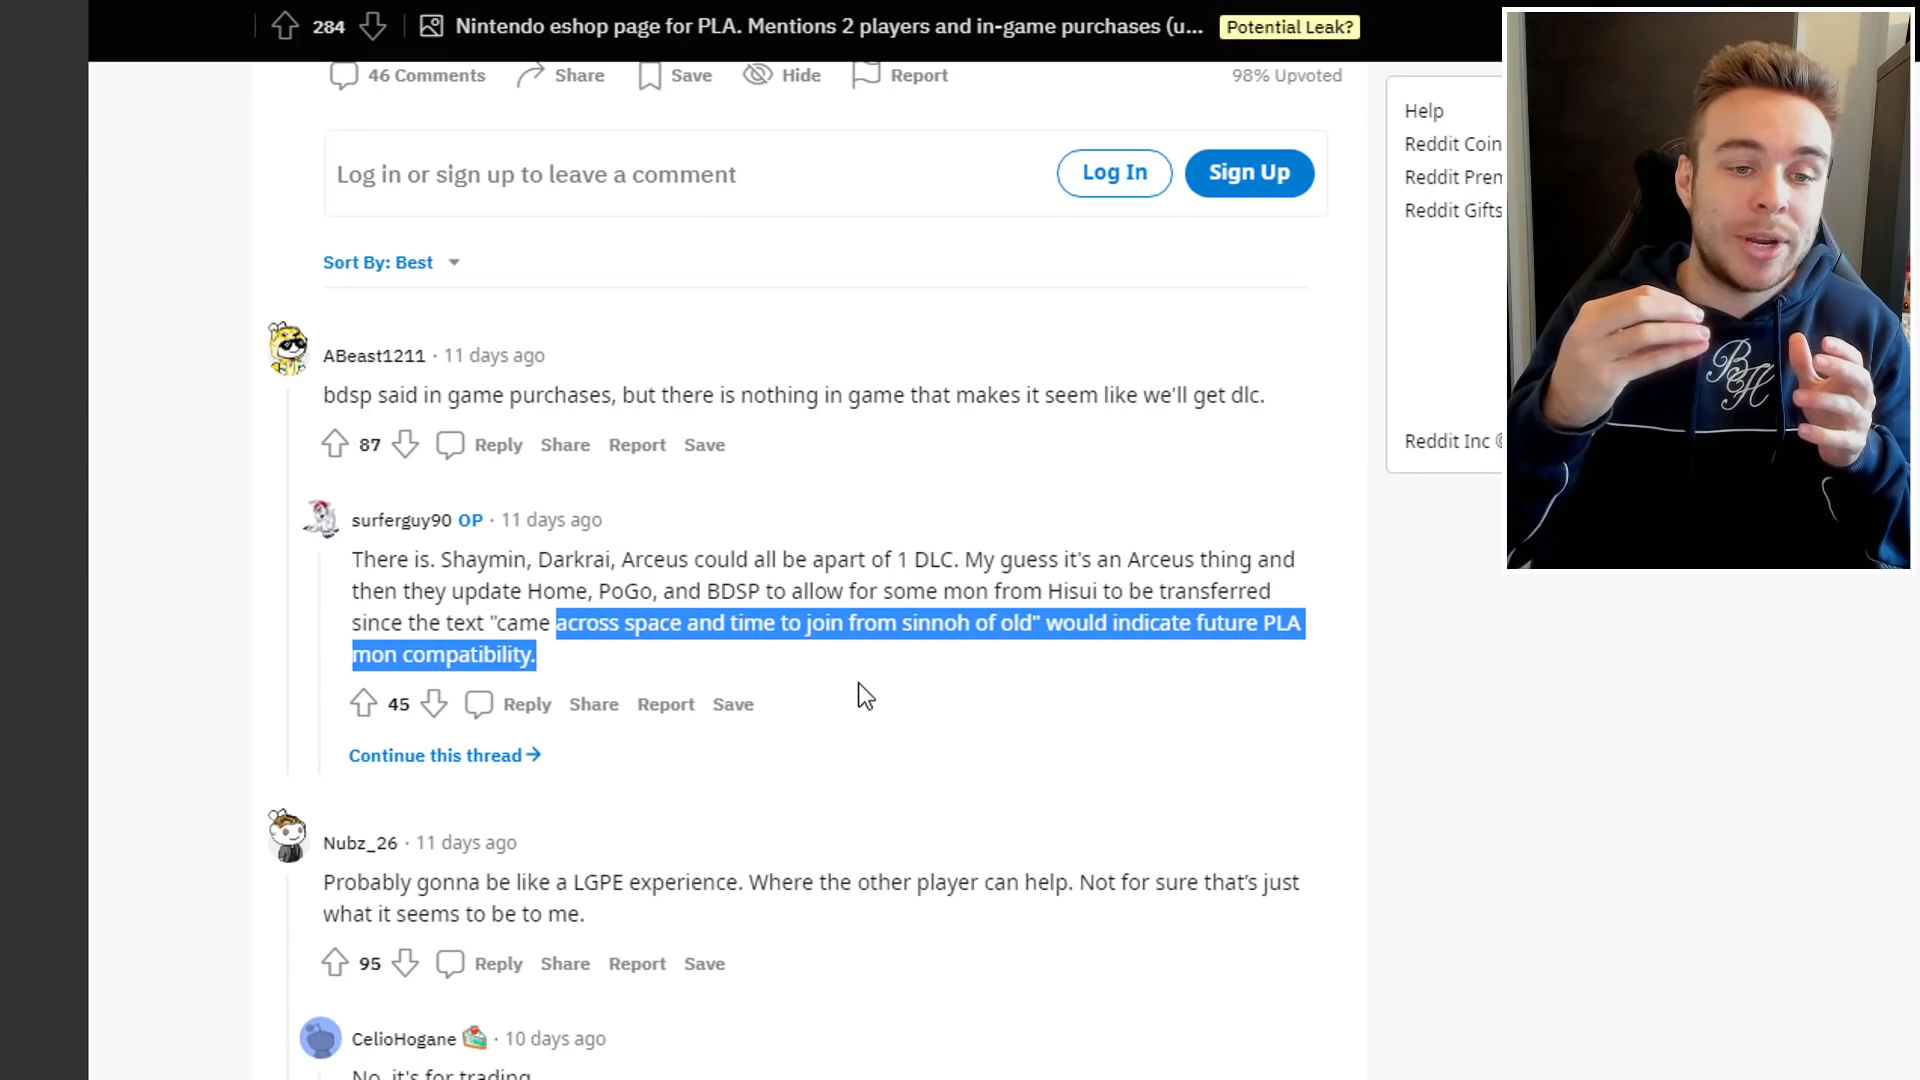 284 Nintendo eshop page for PLA. Mentions 2 players and in-game purchases (u... Potential Leak?
46 Comments Share Save Hide Report 98% Upvoted
Log in or sign up to leave a comment Log In Sign Up
Sort By: Best
ABeast1211 · 11 days ago
bdsp said in game purchases, but there is nothing in game that makes it seem like we'll get dlc.
87 Reply Share Report Save
surferguy90 OP · 11 days ago
There is. Shaymin, Darkrai, Arceus could all be apart of 1 DLC. My guess it's an Arceus thing and
then they update Home, PoGo, and BDSP to allow for some mon from Hisui to be transferred
since the text "came across space and time to join from sinnoh of old" would indicate future PLA
mon compatibility.
45 Reply Share Report Save
Continue this thread
Nubz_26 · 11 days ago
Probably gonna be like a LGPE experience. Where the other player can help. Not for sure that's just
what it seems to be to me.
95 Reply Share Report Save
CelioHogane · 10 days ago
No, it's for trading
Help
Reddit Coin
Reddit Prem
Reddit Gifts
Reddit Inc ©
BH